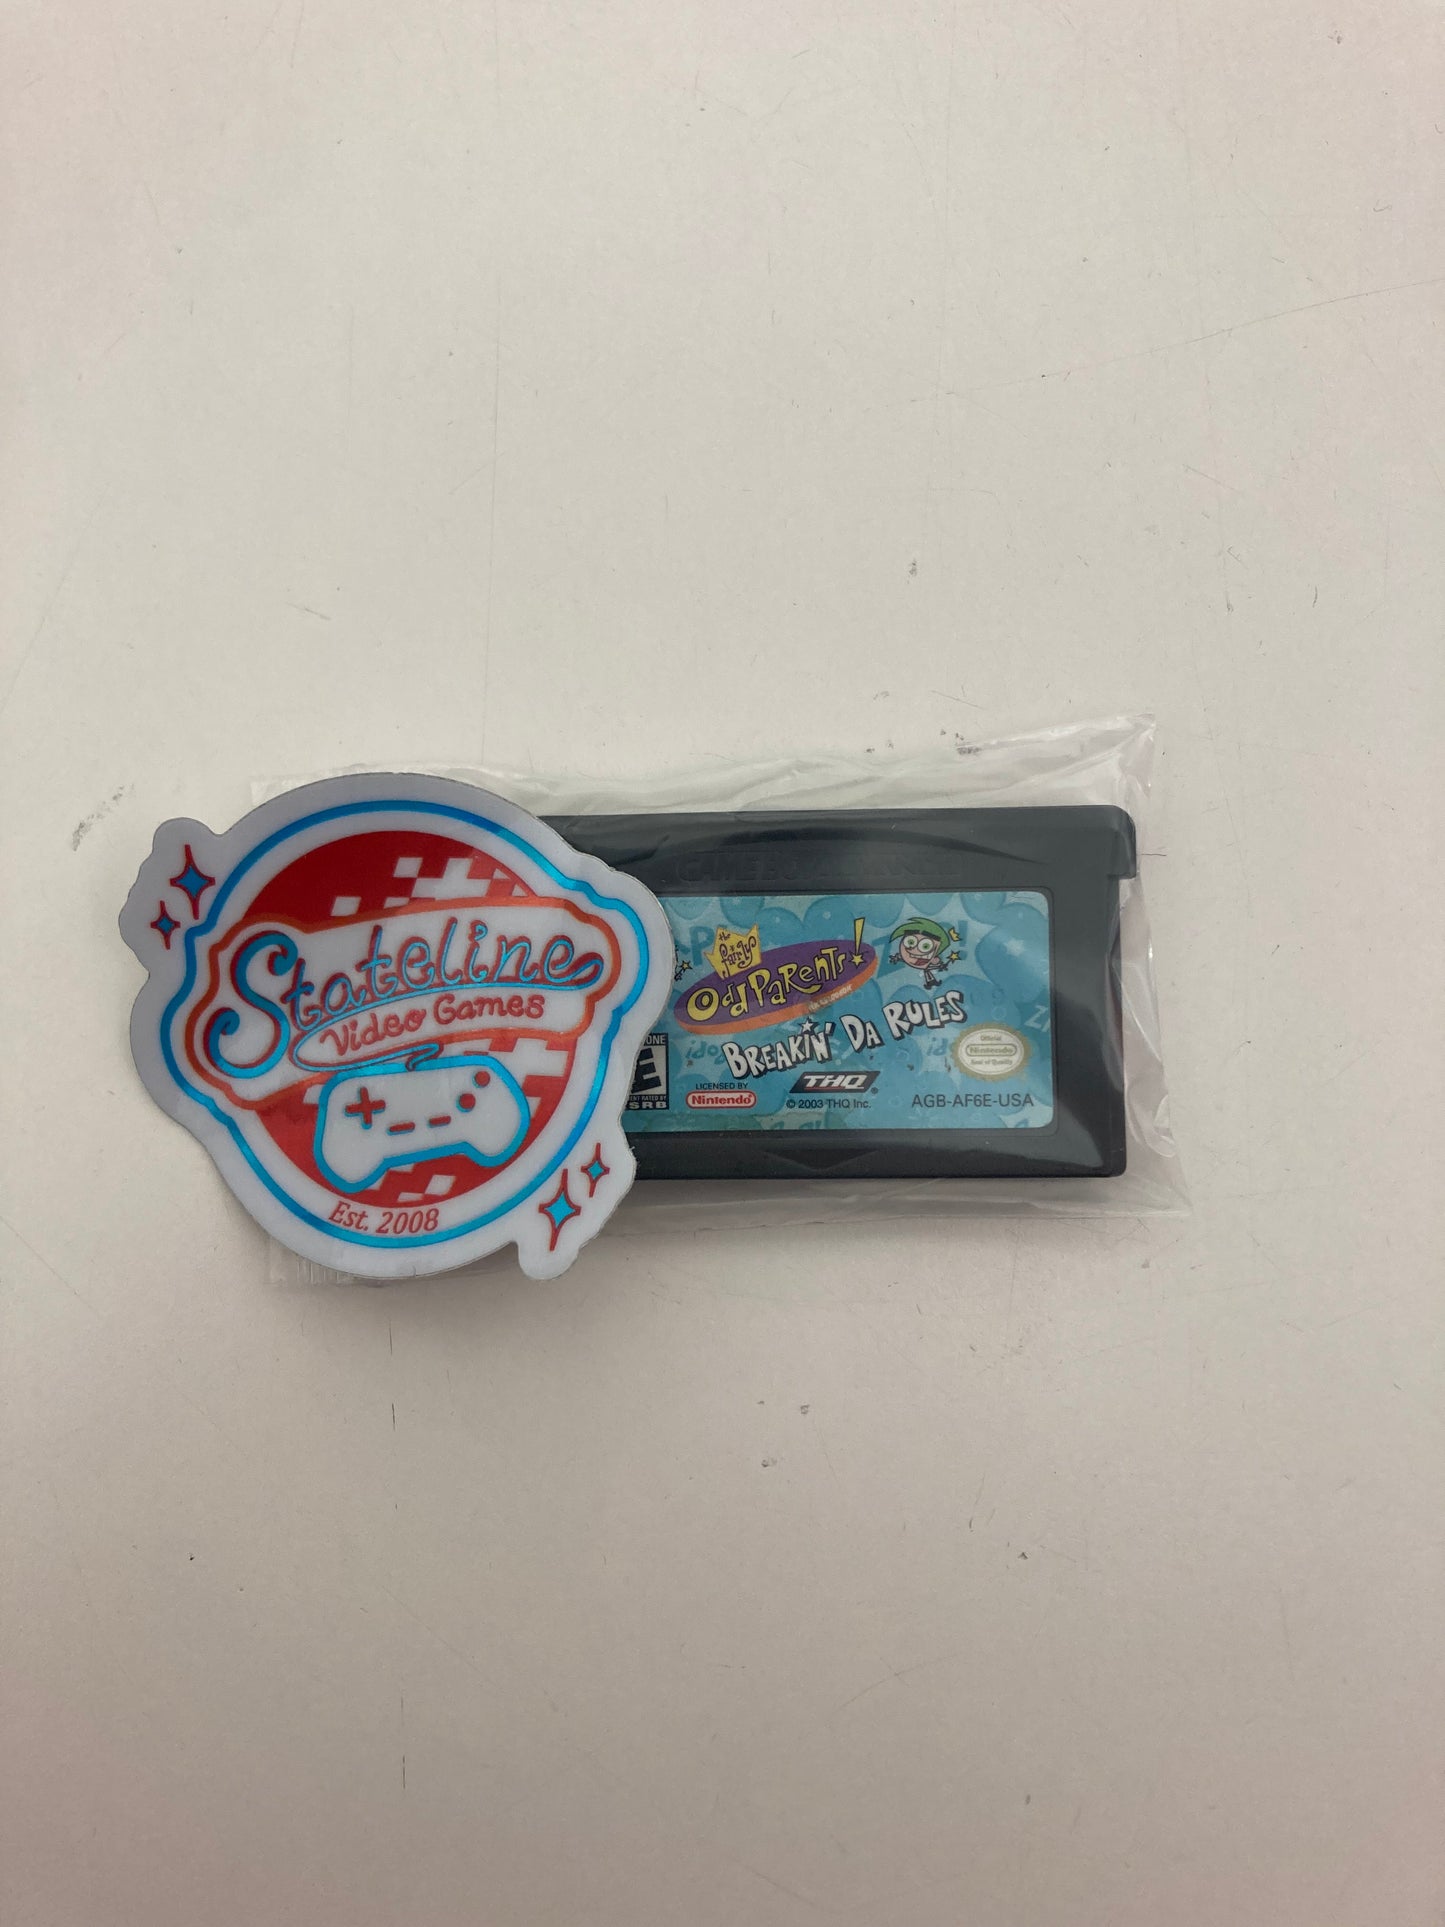 Stateline
Video Games
Est. 2008
GAME BOY ADVANCE
the Fairly
OddParents!
BREAKIN' DA RULES
LICENSED BY
Nintendo
THQ
© 2003 THQ Inc.
AGB-AF6E-USA
Official
Nintendo
Seal of Quality
E